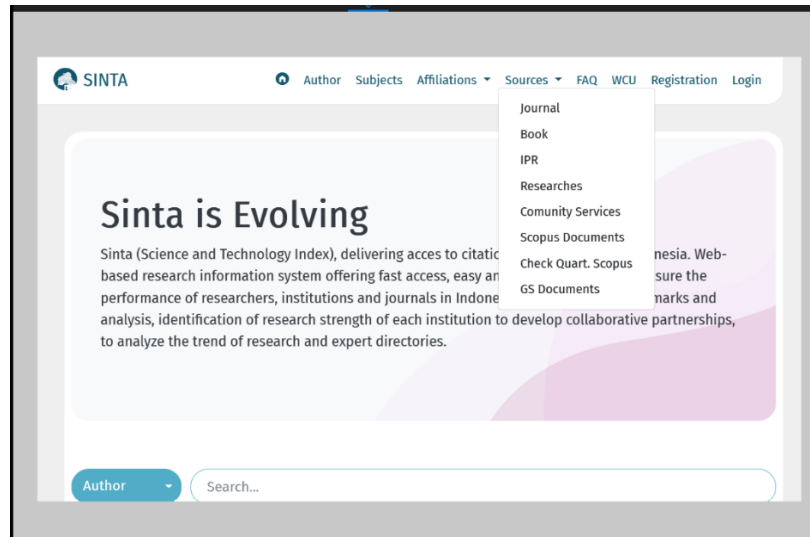 SINTA
Author Subjects Affiliations Sources FAQ WCU Registration Login
Journal
Book
IPR
Researches
Comunity Services
Scopus Documents
Check Quart. Scopus
GS Documents
Sinta is Evolving
Sinta (Science and Technology Index), delivering acces to citatic nesia. Web-
based research information system offering fast access, easy an sure the
performance of researchers, institutions and journals in Indone marks and
analysis, identification of research strength of each institution to develop collaborative partnerships,
to analyze the trend of research and expert directories.
Author
Search...